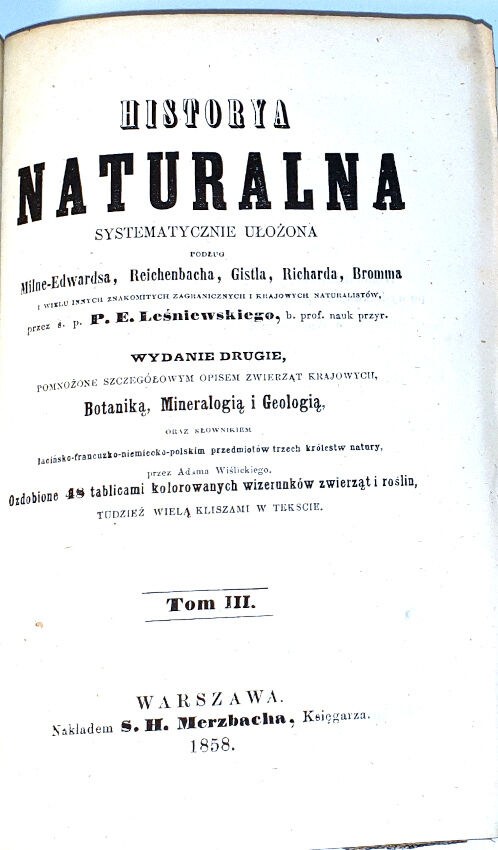 HISTORYA
NATURALNA
SYSTEMATYCZNIE UŁOŻONA
PODŁUG
Milne-Edwardsa, Reichenbacha, Gistla, Richarda, Bromma
I WIELU INNYCH ZNAKOMITYCH ZAGRANICZNYCH I KRAJOWYCH NATURALISTÓW,
przez ś. p. P. E. Leśniewskiego, b. prof. nauk przyr.
WYDANIE DRUGIE,
POMNOŻONE SZCZEGÓŁOWYM OPISEM ZWIERZĄT KRAJOWYCH,
Botaniką, Mineralogią i Geologią,
ORAZ SŁOWNIKIEM
łacińsko-francuzko-niemiecko-polskim przedmiotów trzech królestw natury,
przez Adama Wiślickiego.
Ozdobione 48 tablicami kolorowanych wizerunków zwierząt i roślin,
TUDZIEŻ WIELĄ KLISZAMI W TEKSCIE.
Tom III.
WARSZAWA.
Nakładem S. H. Merzbacha, Księgarza.
1858.